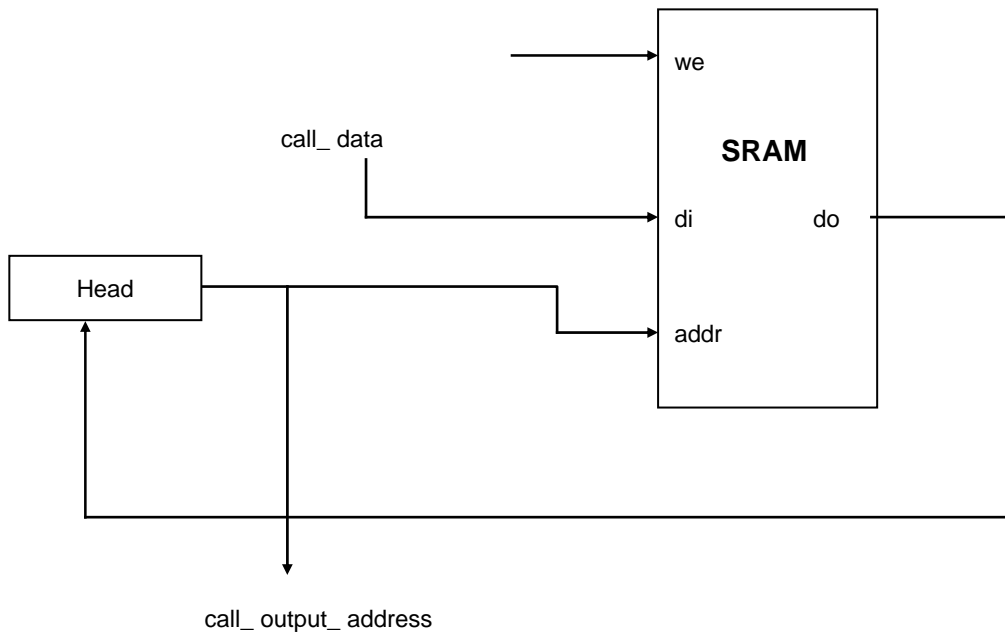 we
call_ data
SRAM
di
do
Head
addr
call_ output_ address